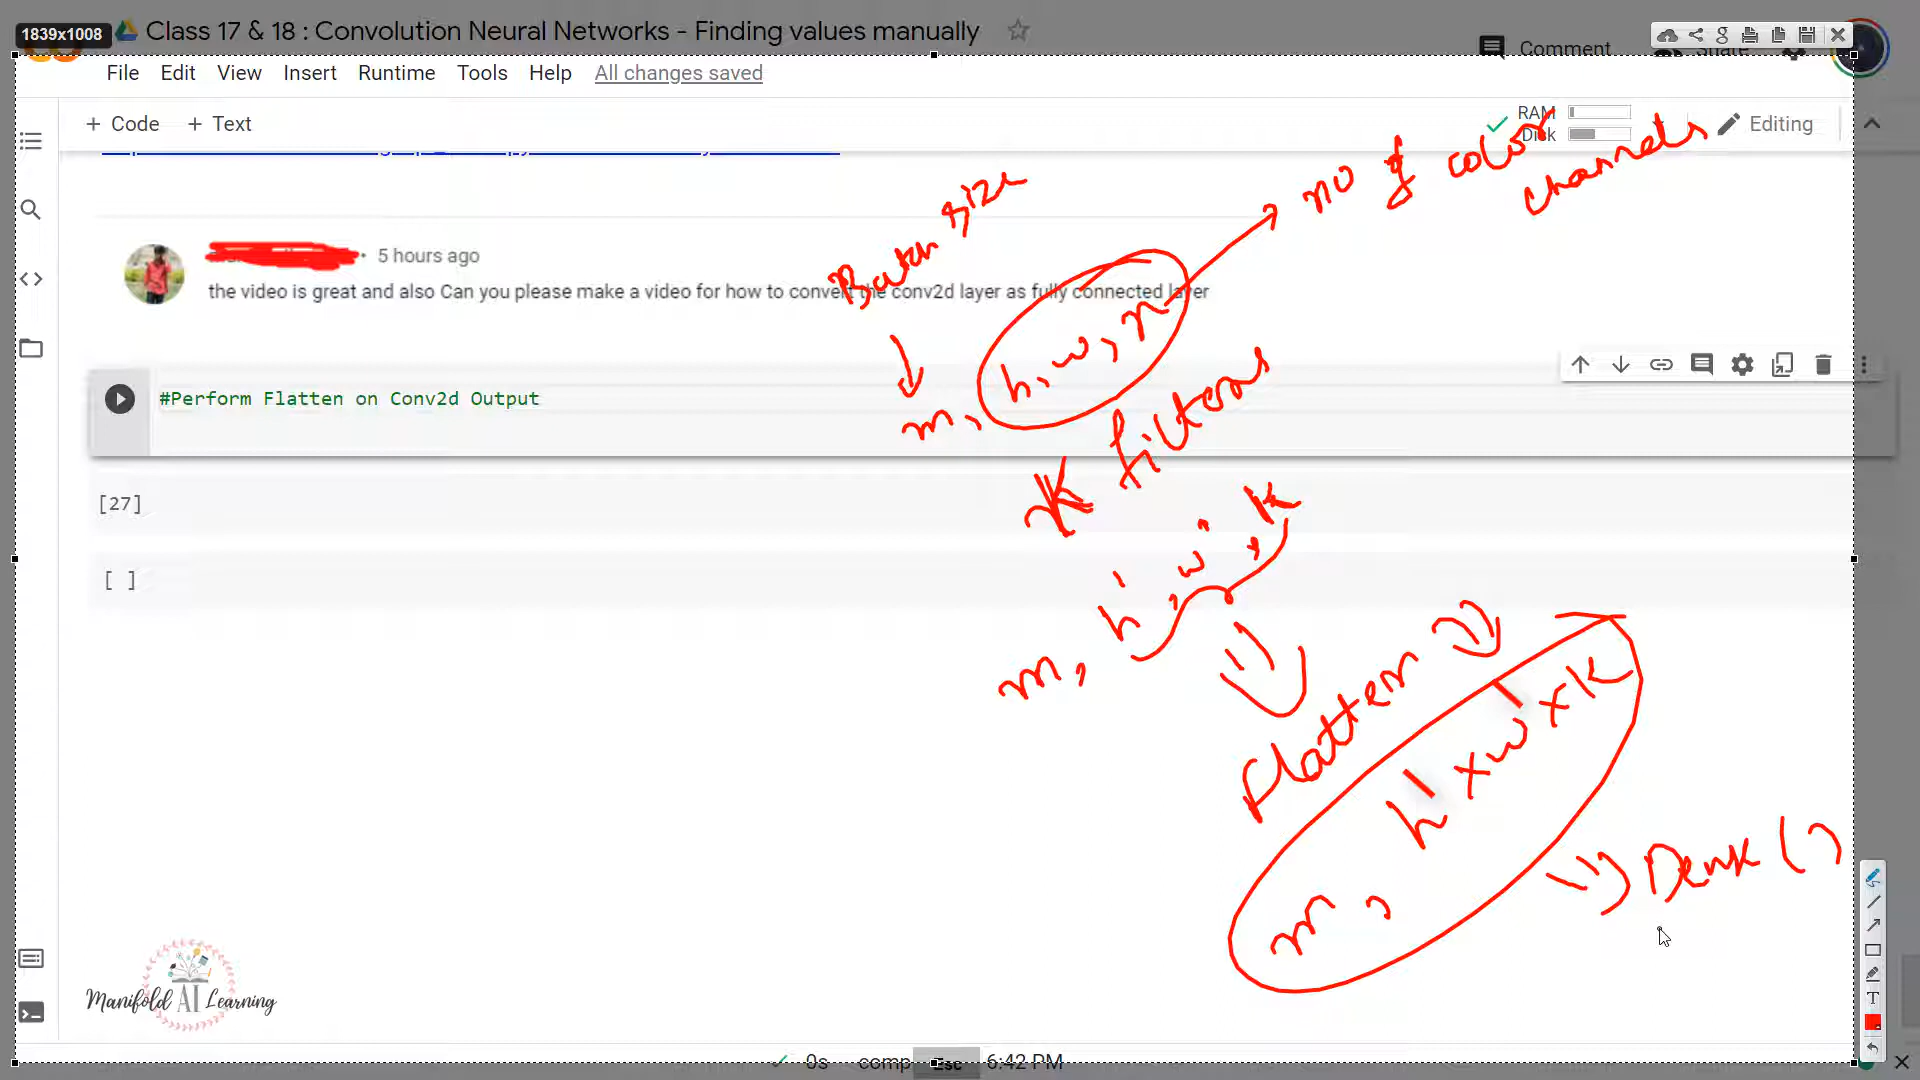 1839x1008
Class 17 & 18 : Convolution Neural Networks - Finding values manually
Comment
Share
File Edit View Insert Runtime Tools Help All changes saved
+ Code + Text
RAM
Disk
Editing
no of color
channels
Batch size
5 hours ago
the video is great and also Can you please make a video for how to convert the conv2d layer as fully connected layer
h, w, n
m,
#Perform Flatten on Conv2d Output
K filters
[27]
m, h', w', k
[ ]
Flatten
m, h' x w' x k
Dense ( )
Manifold AI Learning
0s comp
Esc
6:42 PM